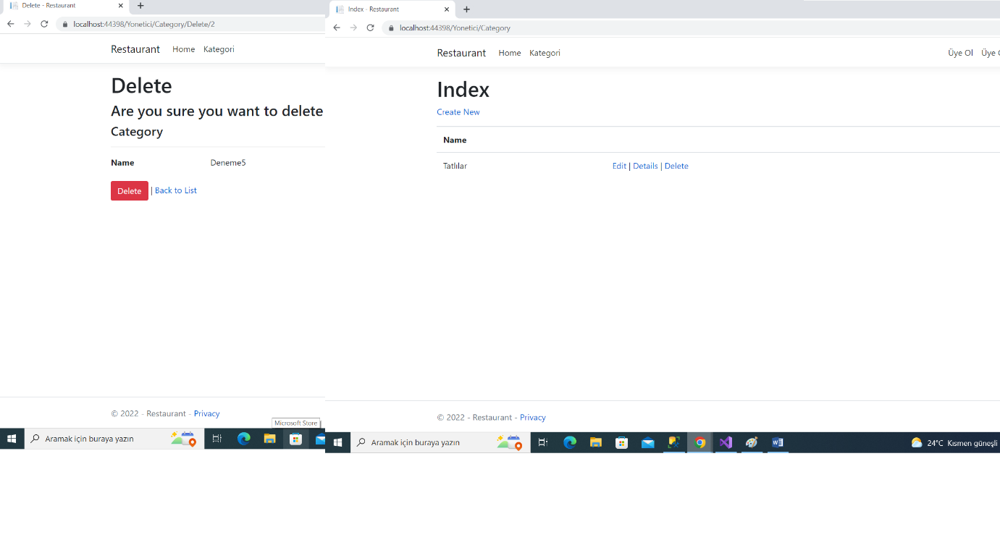 Delete - Restaurant
localhost:44398/Yonetici/Category/Delete/2
Restaurant Home Kategori
Delete
Are you sure you want to delete
Category
Name Deneme5
Delete | Back to List
© 2022 - Restaurant - Privacy
Microsoft Store
Aramak için buraya yazın
Index - Restaurant
localhost:44398/Yonetici/Category
Restaurant Home Kategori Üye Ol Üye
Index
Create New
Name
Tatlılar Edit | Details | Delete
© 2022 - Restaurant - Privacy
Aramak için buraya yazın
24°C Kısmen güneşli